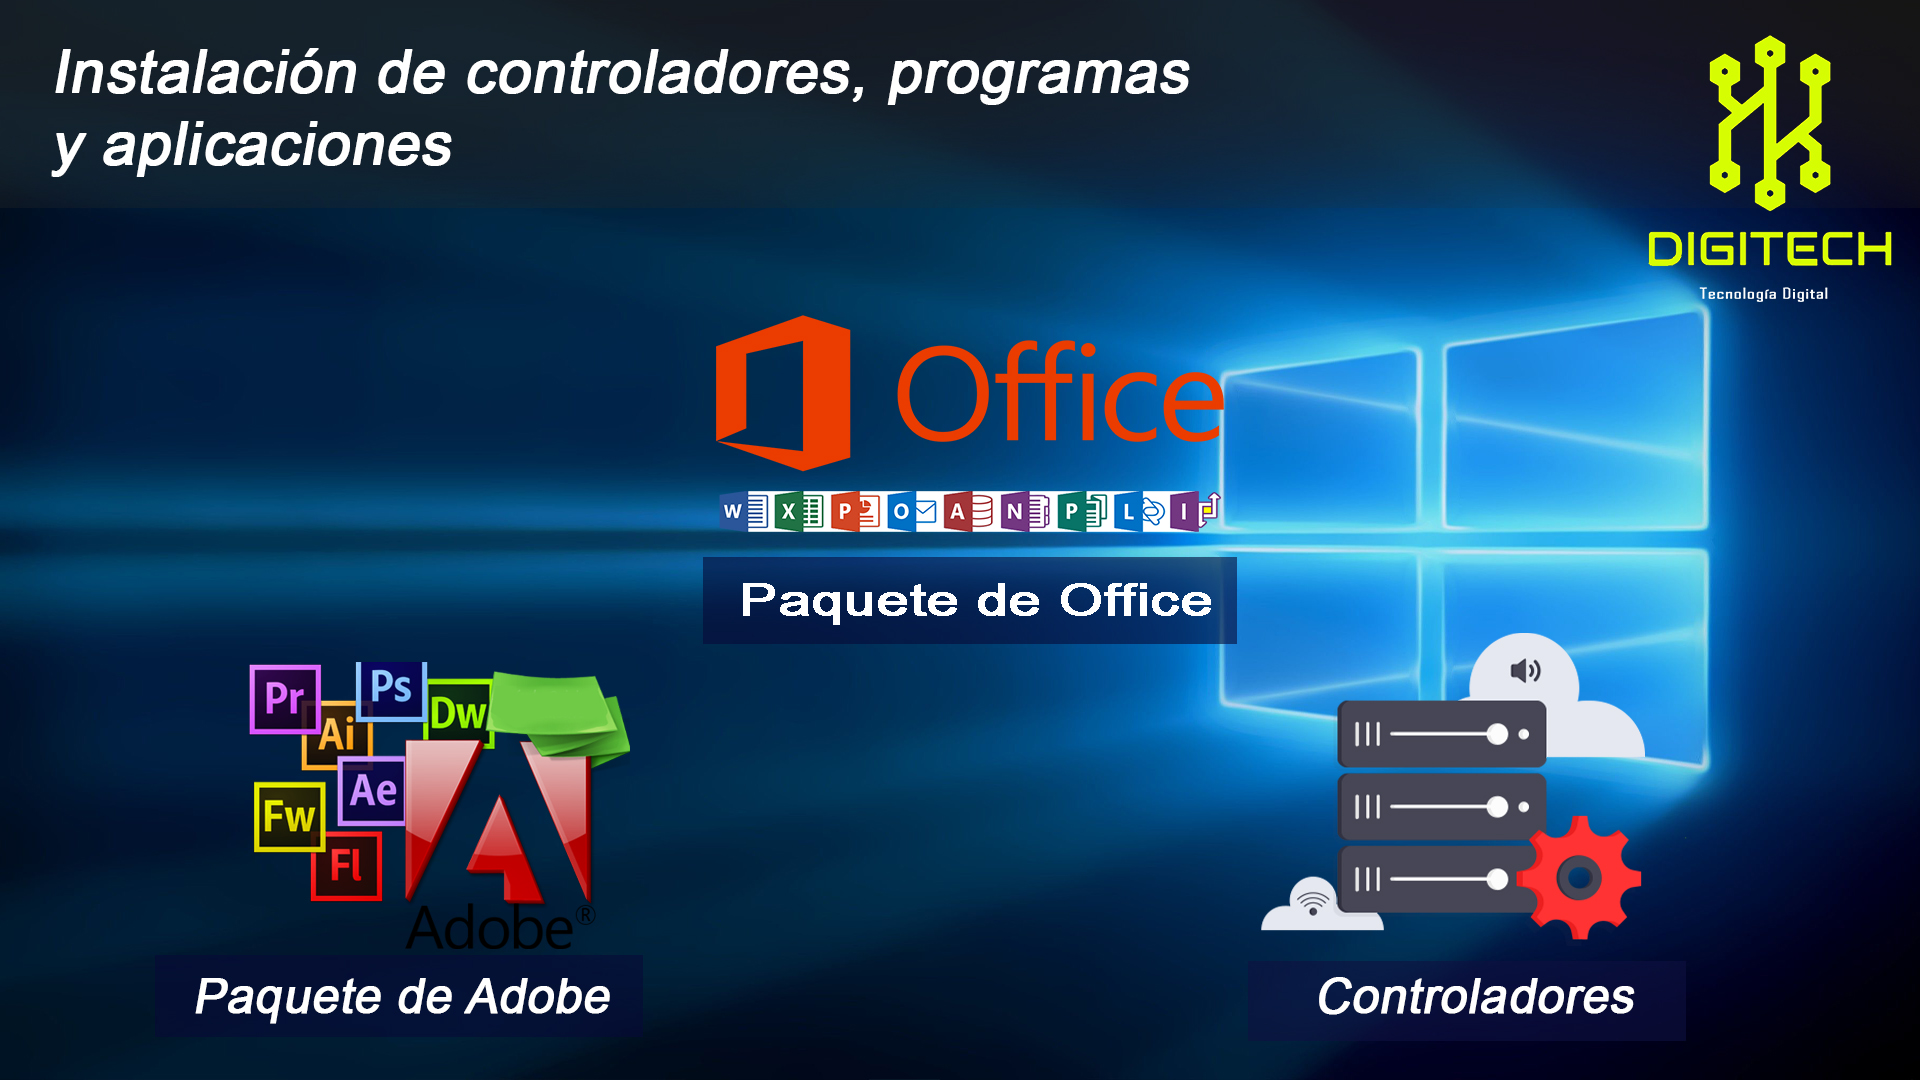 Instalación de controladores, programas
y aplicaciones
DIGITECH
Tecnología Digital
Office
W X P O A N P L I
Paquete de Office
Pr
Ps
Dw
Ai
Ae
Fw
Fl
Adobe®
Paquete de Adobe
Controladores